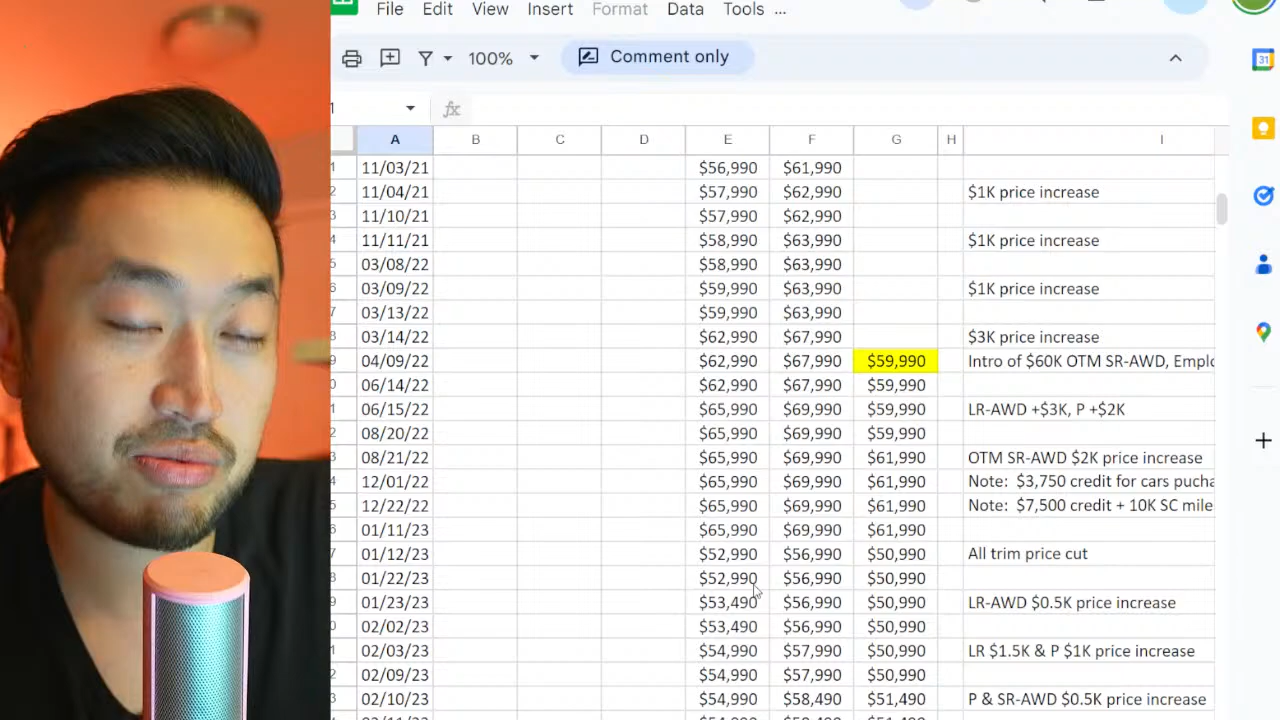 File Edit View Insert Format Data Tools ...
100% Comment only
31
A B C D E F G H I
11/03/21 $56,990 $61,990
11/04/21 $57,990 $62,990 $1K price increase
11/10/21 $57,990 $62,990
11/11/21 $58,990 $63,990 $1K price increase
03/08/22 $58,990 $63,990
03/09/22 $59,990 $63,990 $1K price increase
03/13/22 $59,990 $63,990
03/14/22 $62,990 $67,990 $3K price increase
04/09/22 $62,990 $67,990 $59,990 Intro of $60K OTM SR-AWD, Emplo
06/14/22 $62,990 $67,990 $59,990
06/15/22 $65,990 $69,990 $59,990 LR-AWD +$3K, P +$2K
08/20/22 $65,990 $69,990 $59,990
08/21/22 $65,990 $69,990 $61,990 OTM SR-AWD $2K price increase
12/01/22 $65,990 $69,990 $61,990 Note: $3,750 credit for cars pucha
12/22/22 $65,990 $69,990 $61,990 Note: $7,500 credit + 10K SC mile
01/11/23 $65,990 $69,990 $61,990
01/12/23 $52,990 $56,990 $50,990 All trim price cut
01/22/23 $52,990 $56,990 $50,990
01/23/23 $53,490 $56,990 $50,990 LR-AWD $0.5K price increase
02/02/23 $53,490 $56,990 $50,990
02/03/23 $54,990 $57,990 $50,990 LR $1.5K & P $1K price increase
02/09/23 $54,990 $57,990 $50,990
02/10/23 $54,990 $58,490 $51,490 P & SR-AWD $0.5K price increase